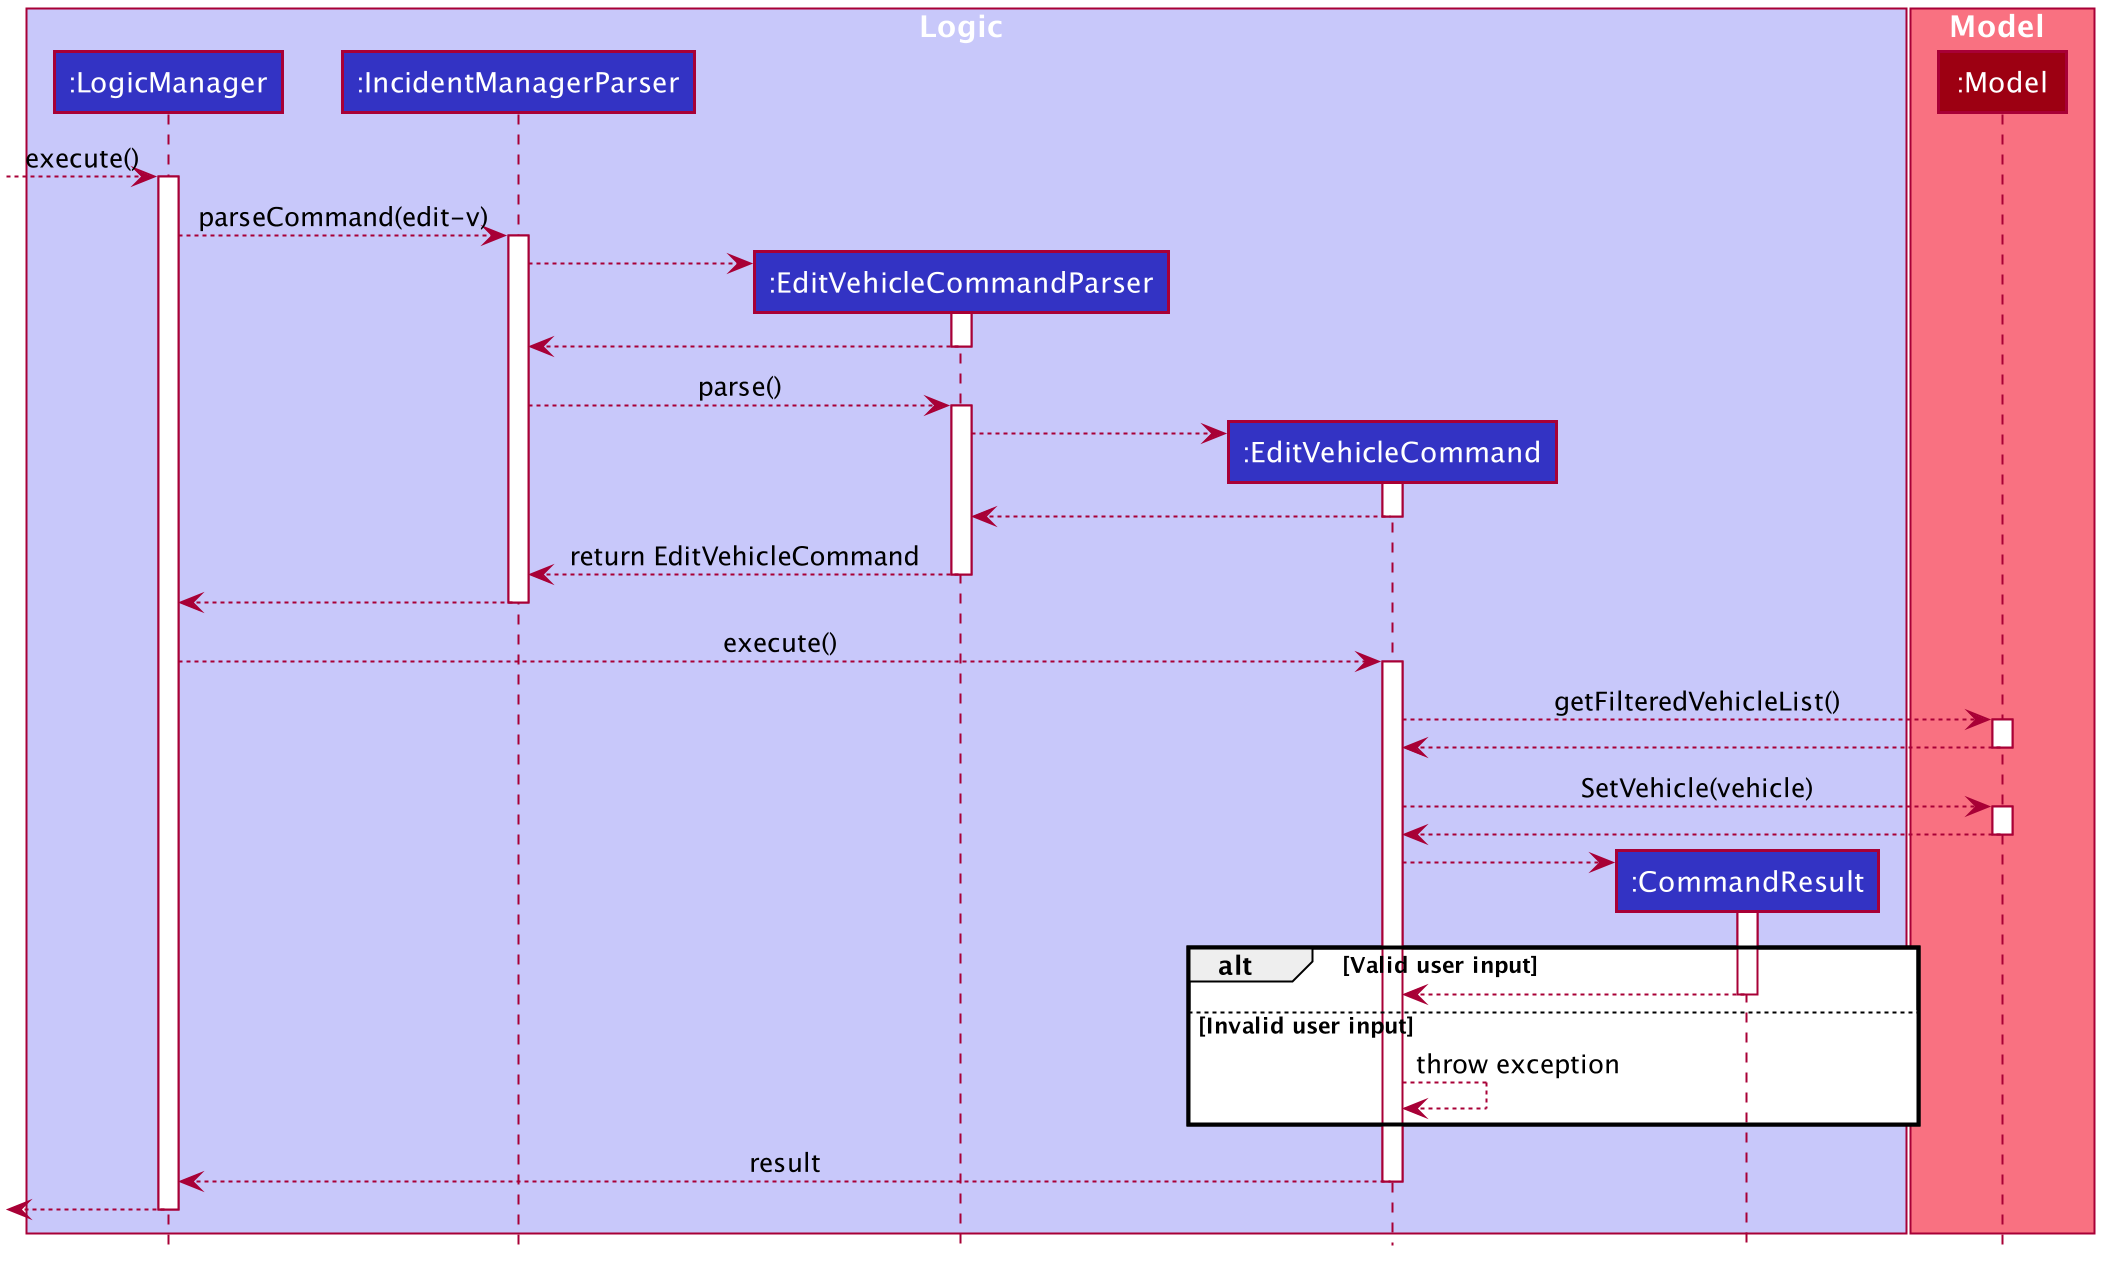 Logic
Model
:LogicManager
:IncidentManagerParser
:Model
execute()
parseCommand(edit-v)
:EditVehicleCommandParser
parse()
:EditVehicleCommand
return EditVehicleCommand
execute()
getFilteredVehicleList()
SetVehicle(vehicle)
:CommandResult
alt
[Valid user input]
[Invalid user input]
throw exception
result